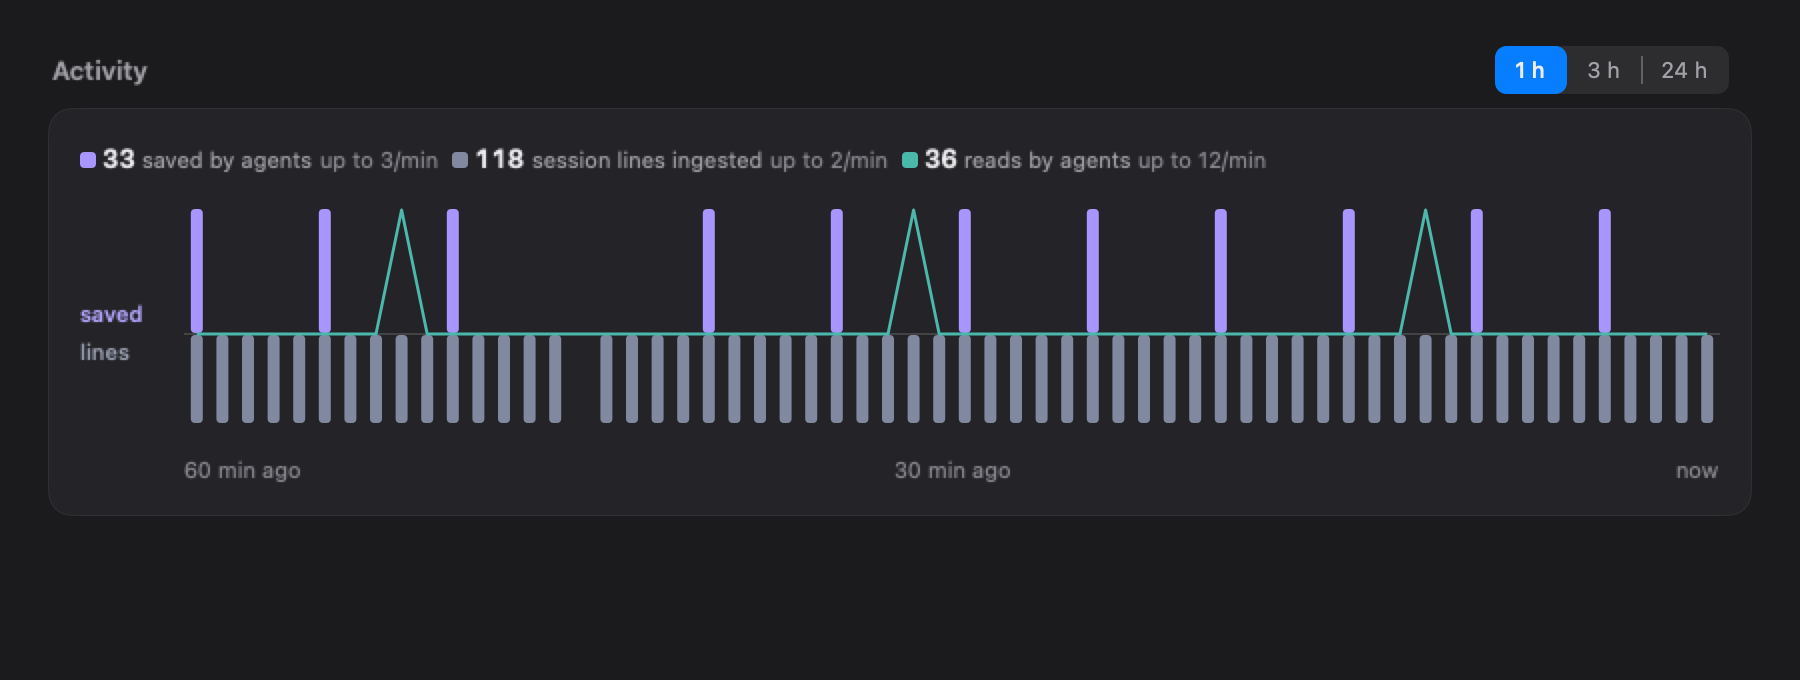 Activity
1 h 3 h 24 h
33 saved by agents up to 3/min 118 session lines ingested up to 2/min 36 reads by agents up to 12/min
saved
lines
60 min ago 30 min ago now